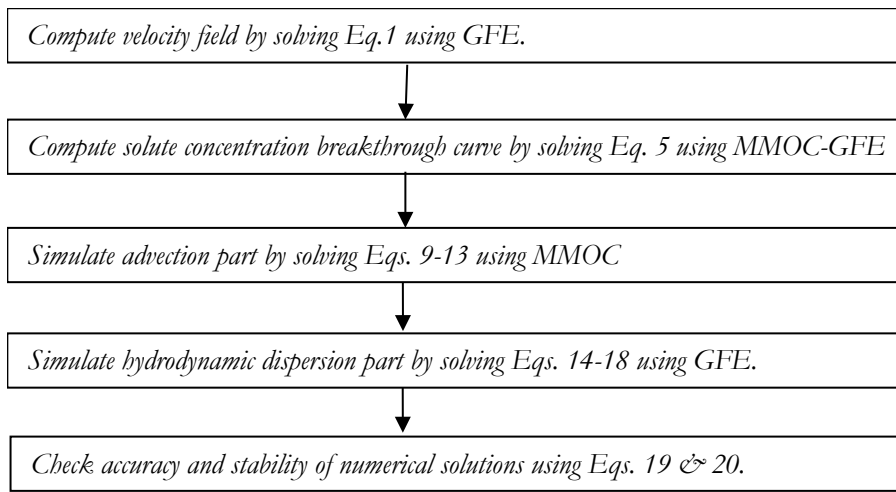 Compute velocity field by solving Eq.1 using GFE.
Compute solute concentration breakthrough curve by solving Eq. 5 using MMOC-GFE
Simulate advection part by solving Eqs. 9-13 using MMOC
Simulate hydrodynamic dispersion part by solving Eqs. 14-18 using GFE.
Check accuracy and stability of numerical solutions using Eqs. 19 & 20.